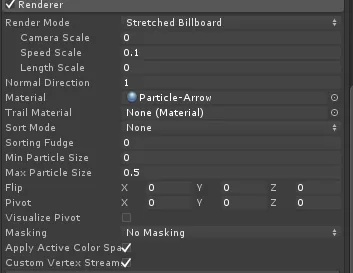 Renderer
Render Mode Stretched Billboard
Camera Scale 0
Speed Scale 0.1
Length Scale 0
Normal Direction 1
Material Particle-Arrow
Trail Material None (Material)
Sort Mode None
Sorting Fudge 0
Min Particle Size 0
Max Particle Size 0.5
Flip X 0 Y 0 Z 0
Pivot X 0 Y 0 Z 0
Visualize Pivot
Masking No Masking
Apply Active Color Spa
Custom Vertex Stream